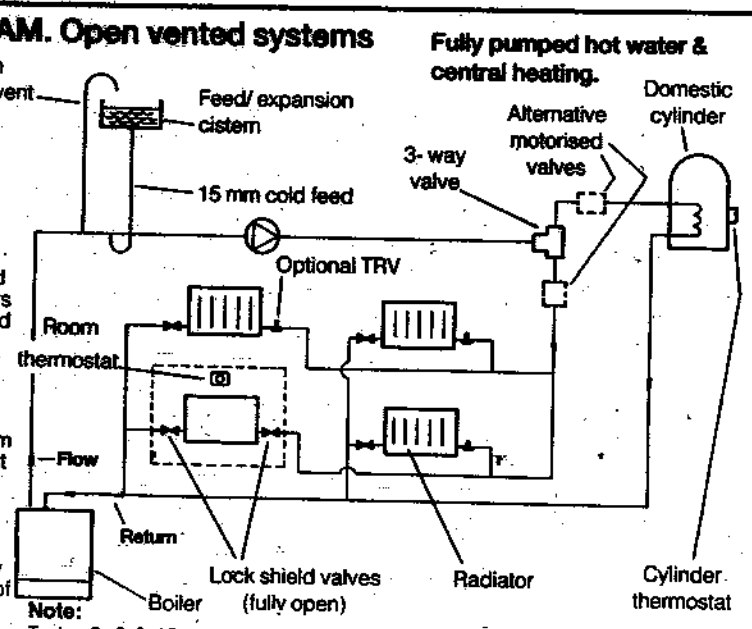 AM. Open vented systems
Fully pumped hot water &
central heating.
vent
Feed/ expansion
cistern
15 mm cold feed
3- way
valve
Alternative
motorised
valves
Domestic
cylinder
Optional TRV
Room
thermostat
Flow
Return
Boiler
Lock shield valves
(fully open)
Radiator
Cylinder
thermostat
of
Note: